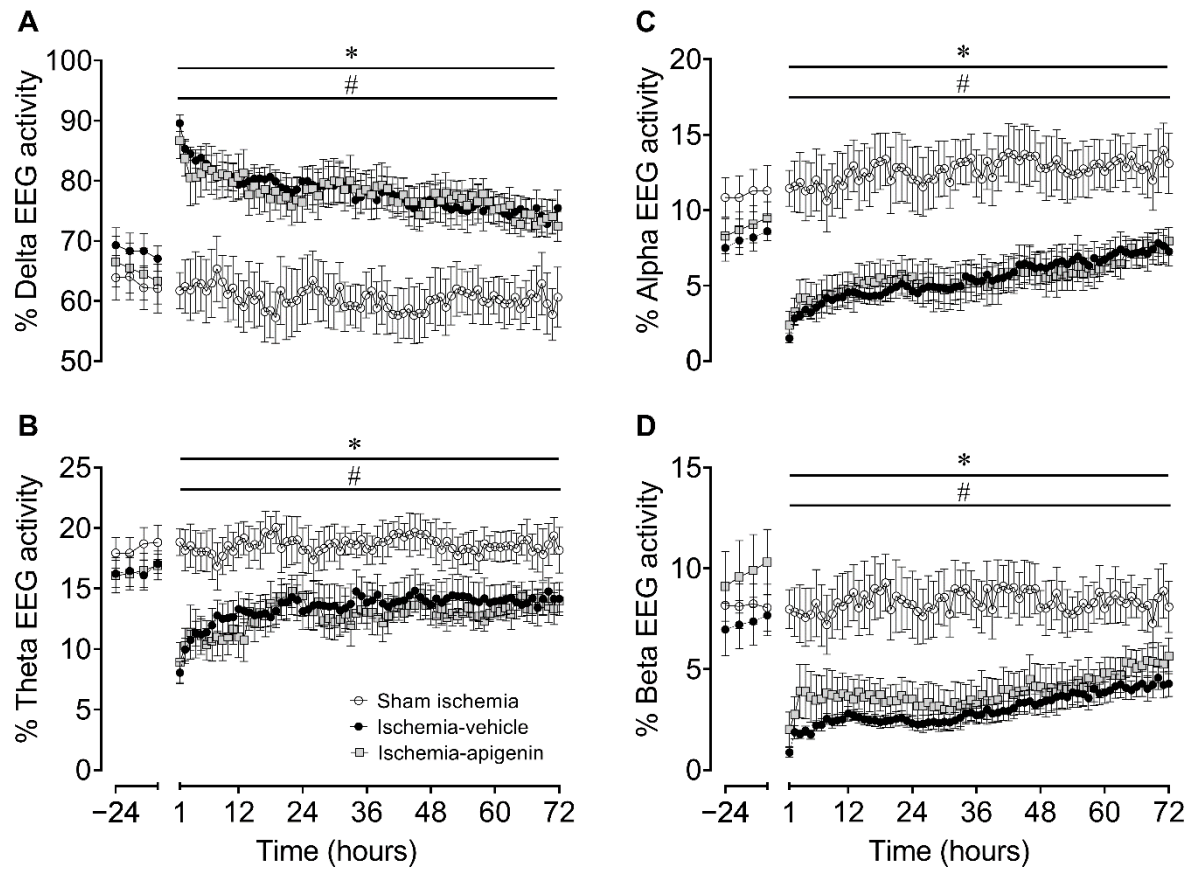 A
% Delta EEG activity
100
90
80
70
60
50
*
#
C
% Alpha EEG activity
20
15
10
5
0
*
#
B
% Theta EEG activity
25
20
15
10
5
0
*
#
Sham ischemia
Ischemia-vehicle
Ischemia-apigenin
−24 1 12 24 36 48 60 72
Time (hours)
D
% Beta EEG activity
15
10
5
0
*
#
−24 1 12 24 36 48 60 72
Time (hours)